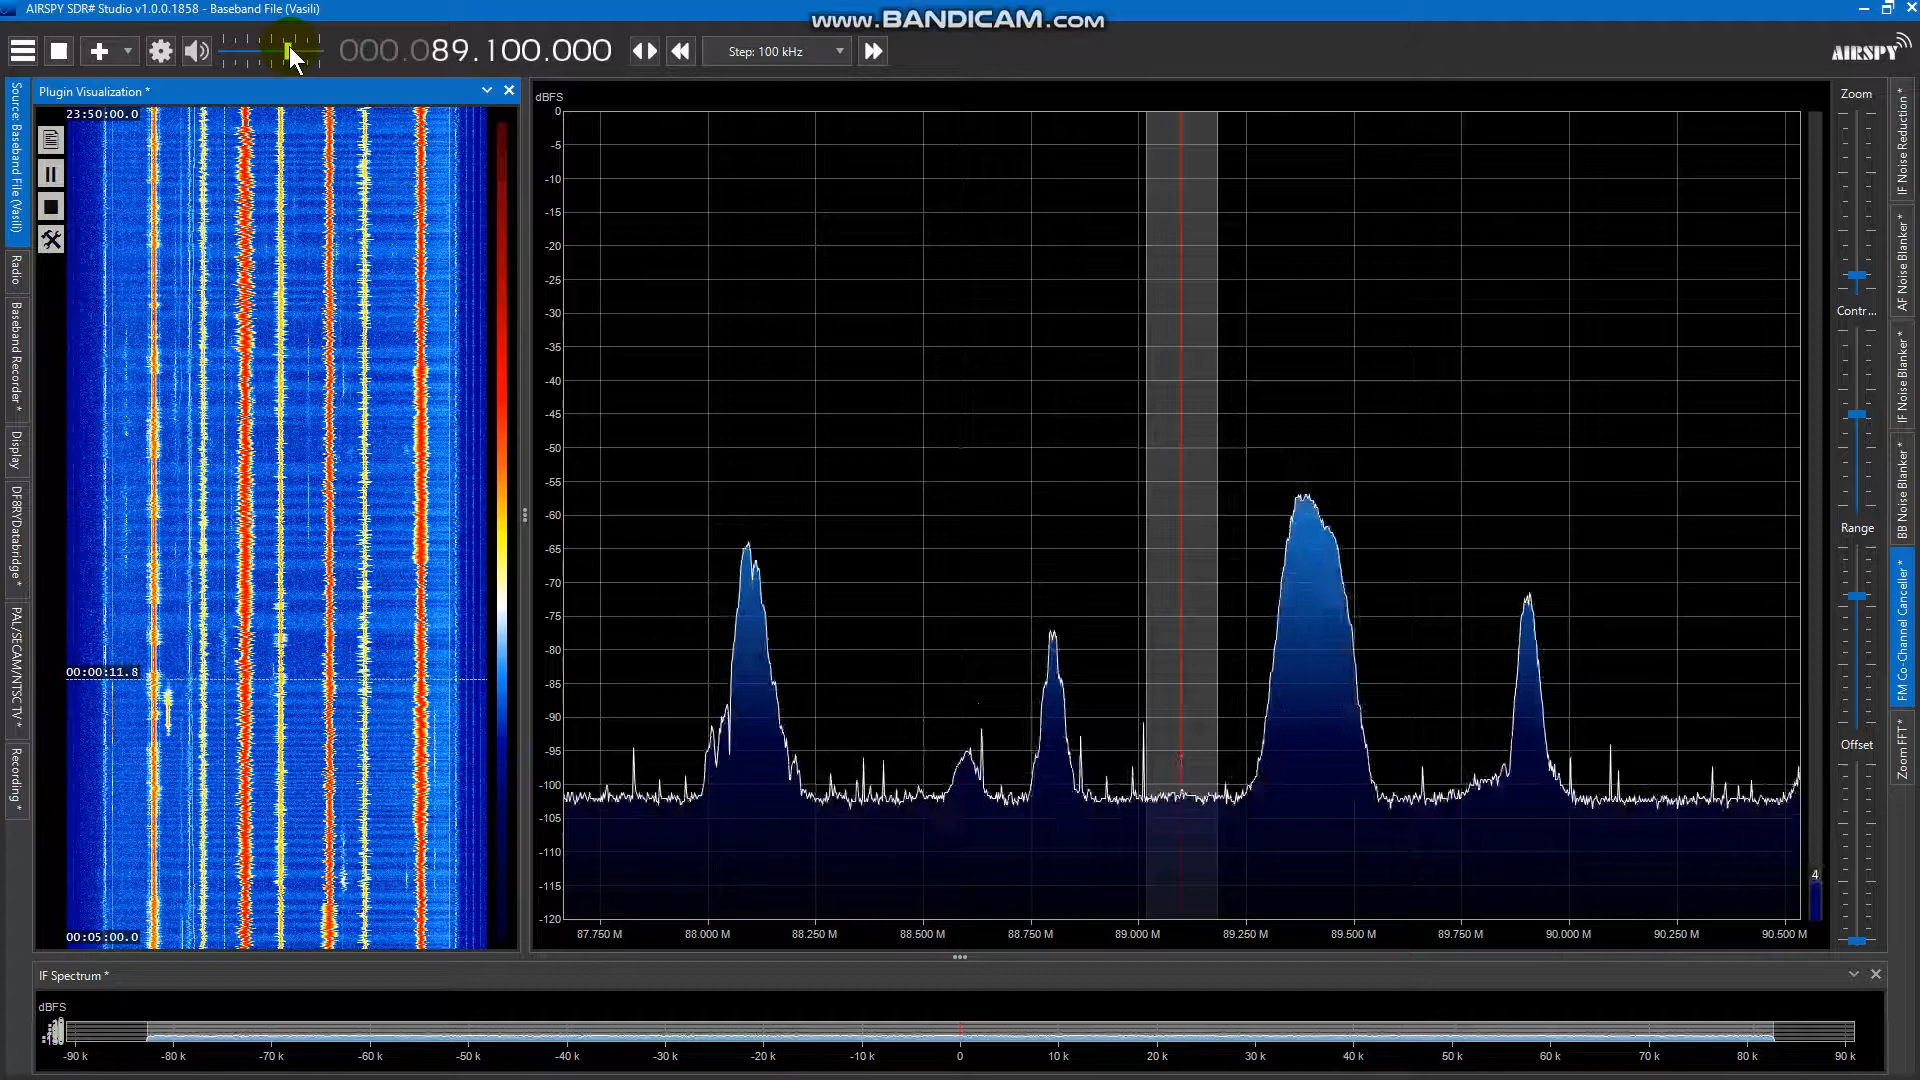 AIRSPY SDR# Studio v1.0.0.1858 - Baseband File (Vasili)
www.BANDICAM.com
000.089.100.000
Step: 100 kHz
AIRSPY
Source: Baseband File (Vasili)
Radio
Baseband Recorder *
Display
DF8RYDatabridge *
PAL/SECAM/NTSC TV *
Recording *
Plugin Visualization *
23:50:00.0
00:00:11.8
00:05:00.0
dBFS
0
-5
-10
-15
-20
-25
-30
-35
-40
-45
-50
-55
-60
-65
-70
-75
-80
-85
-90
-95
-100
-105
-110
-115
-120
87.750 M 88.000 M 88.250 M 88.500 M 88.750 M 89.000 M 89.250 M 89.500 M 89.750 M 90.000 M 90.250 M 90.500 M
4
Zoom
Contr...
Range
Offset
IF Noise Reduction *
AF Noise Blanker *
IF Noise Blanker *
BB Noise Blanker *
FM Co-Channel Canceller *
Zoom FFT *
IF Spectrum *
dBFS
-90 k -80 k -70 k -60 k -50 k -40 k -30 k -20 k -10 k 0 10 k 20 k 30 k 40 k 50 k 60 k 70 k 80 k 90 k